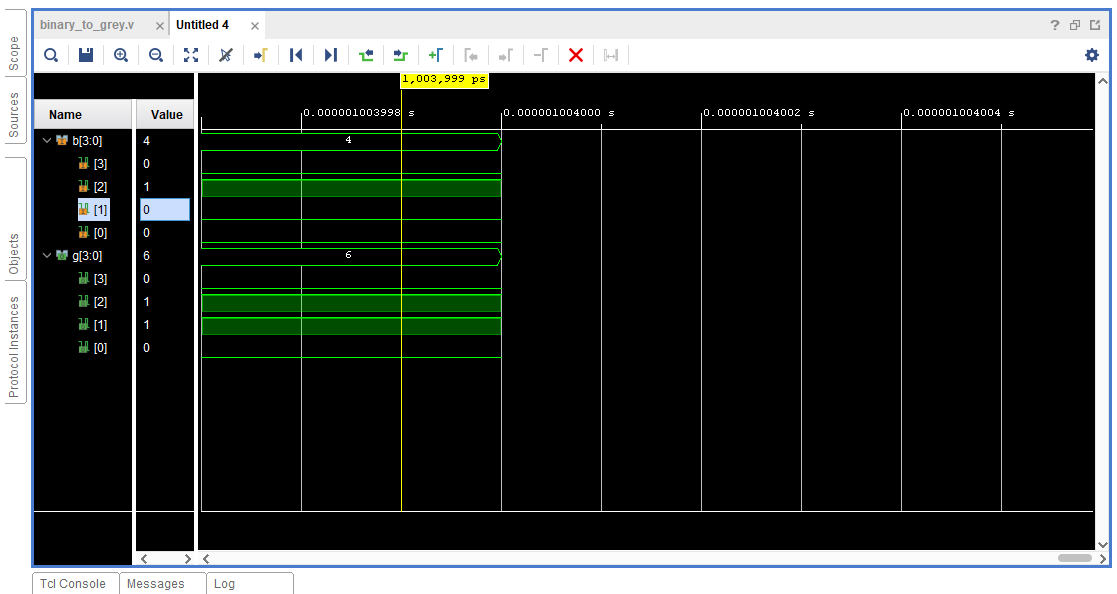 binary_to_grey.v
Untitled 4
Scope
Sources
Objects
Protocol Instances
1,003,999 ps
0.000001003998 s
0.000001004000 s
0.000001004002 s
0.000001004004 s
Name Value
b[3:0] 4 4
[3] 0
[2] 1
[1] 0
[0] 0
g[3:0] 6 6
[3] 0
[2] 1
[1] 1
[0] 0
Tcl Console Messages Log